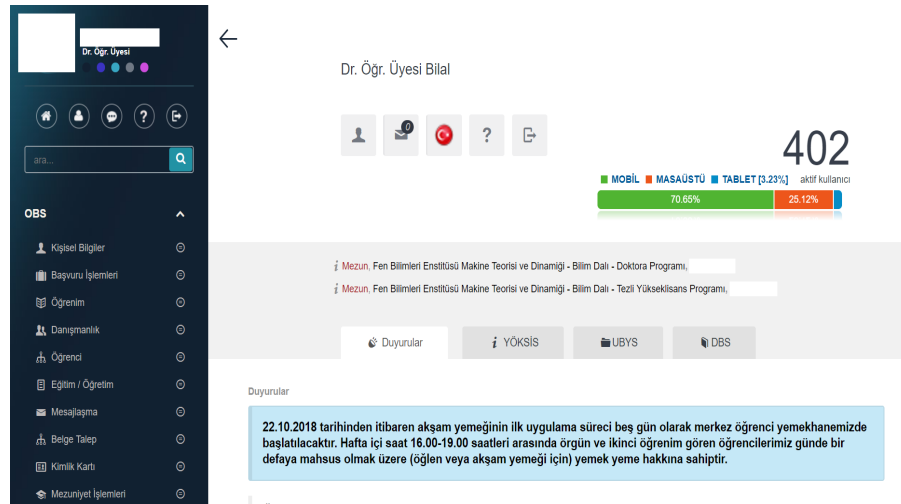 Dr. Öğr. Üyesi
ara...
OBS
Kişisel Bilgiler
Başvuru İşlemleri
Öğrenim
Danışmanlık
Öğrenci
Eğitim / Öğretim
Mesajlaşma
Belge Talep
Kimlik Kartı
Mezuniyet İşlemleri
Dr. Öğr. Üyesi Bilal
0
?
402
MOBİL MASAÜSTÜ TABLET [3.23%] aktif kullanıcı
70.65% 25.12%
Mezun, Fen Bilimleri Enstitüsü Makine Teorisi ve Dinamiği - Bilim Dalı - Doktora Programı,
Mezun, Fen Bilimleri Enstitüsü Makine Teorisi ve Dinamiği - Bilim Dalı - Tezli Yükseklisans Programı,
Duyurular YÖKSİS UBYS DBS
Duyurular
22.10.2018 tarihinden itibaren akşam yemeğinin ilk uygulama süreci beş gün olarak merkez öğrenci yemekhanemizde
başlatılacaktır. Hafta içi saat 16.00-19.00 saatleri arasında örgün ve ikinci öğrenim gören öğrencilerimiz günde bir
defaya mahsus olmak üzere (öğlen veya akşam yemeği için) yemek yeme hakkına sahiptir.